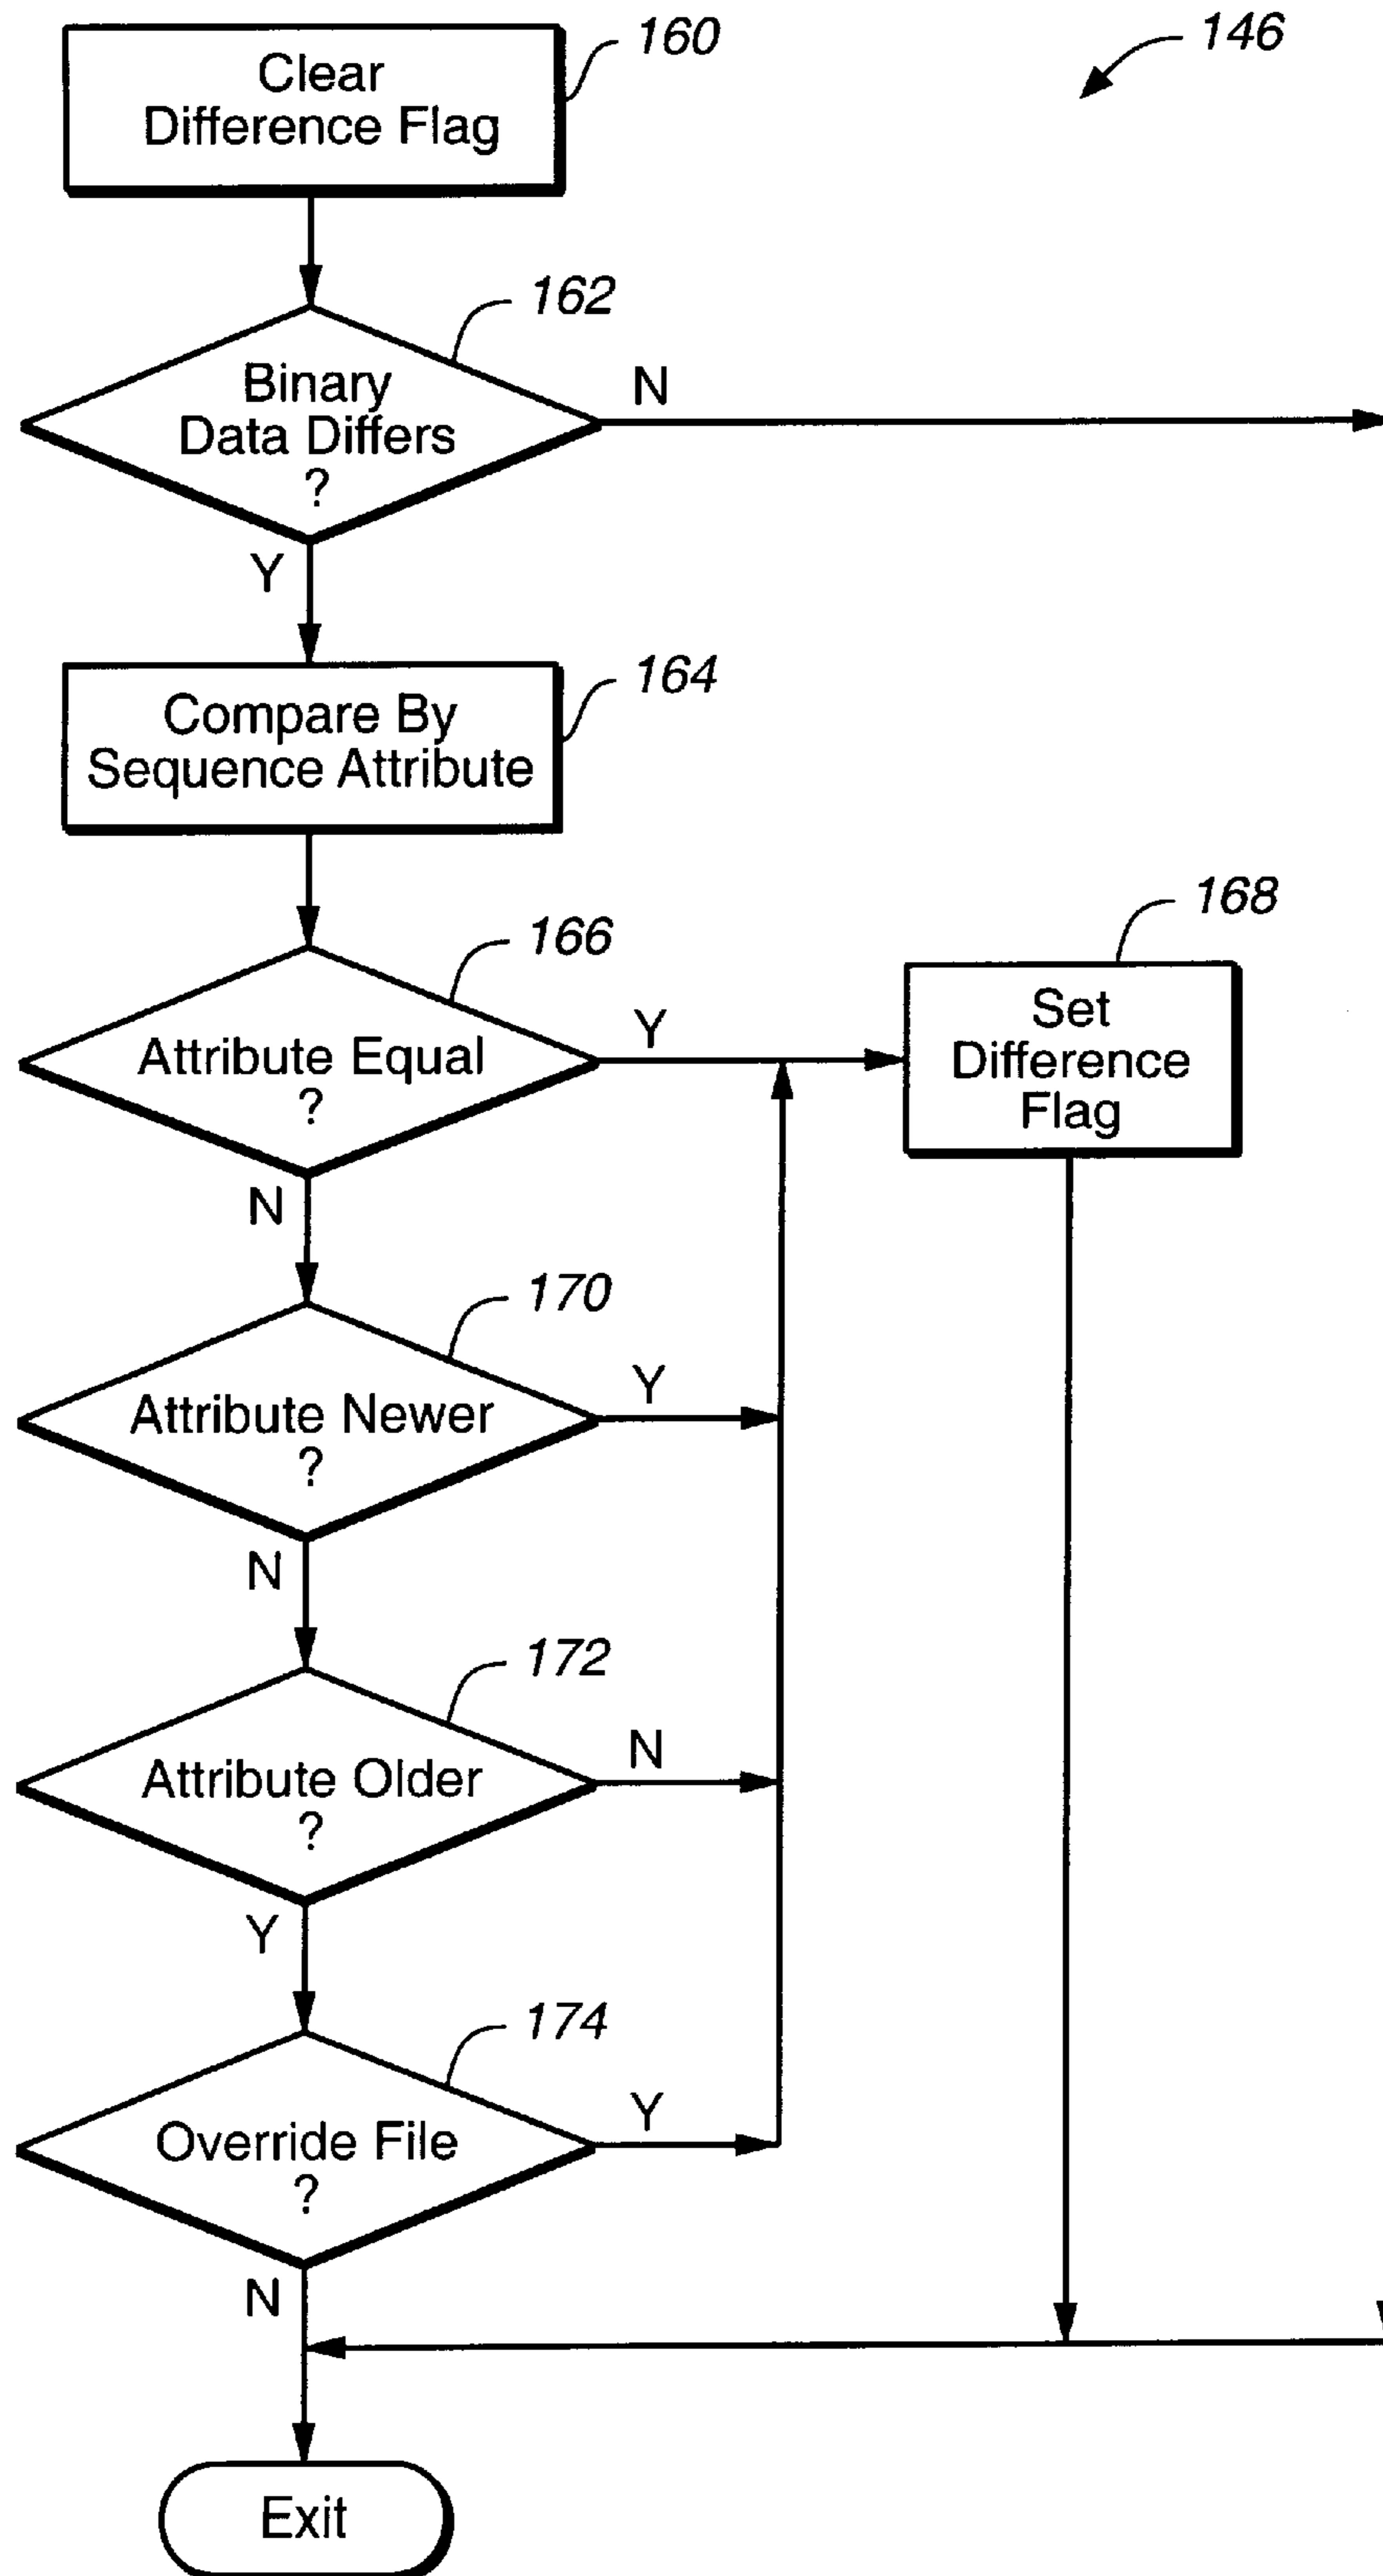 Clear
Difference Flag
160
146
Binary
Data Differs
?
162
N
Y
Compare By
Sequence Attribute
164
Attribute Equal
?
166
Y
168
Set
Difference
Flag
N
170
Attribute Newer
?
Y
N
172
Attribute Older
?
N
Y
174
Override File
?
Y
N
Exit